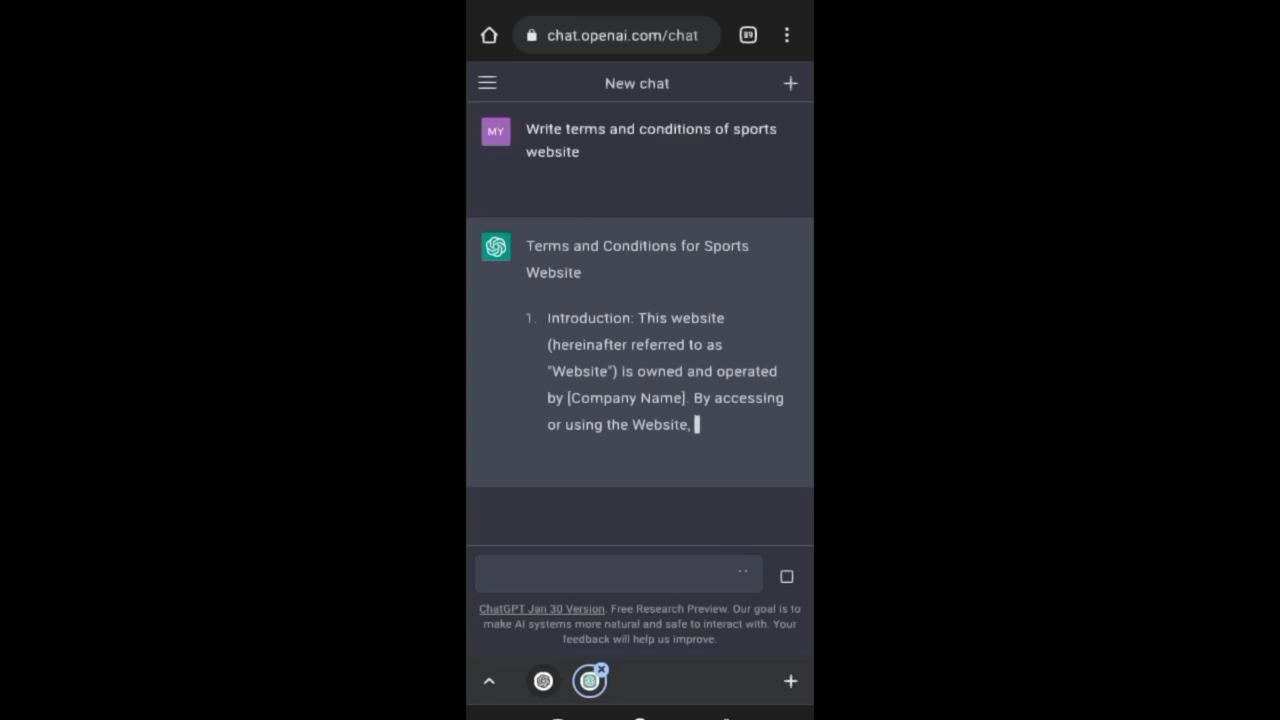 chat.openai.com/chat
89
New chat
MY
Write terms and conditions of sports
website
Terms and Conditions for Sports
Website
1. Introduction: This website
(hereinafter referred to as
"Website") is owned and operated
by [Company Name]. By accessing
or using the Website,
ChatGPT Jan 30 Version. Free Research Preview. Our goal is to
make AI systems more natural and safe to interact with. Your
feedback will help us improve.